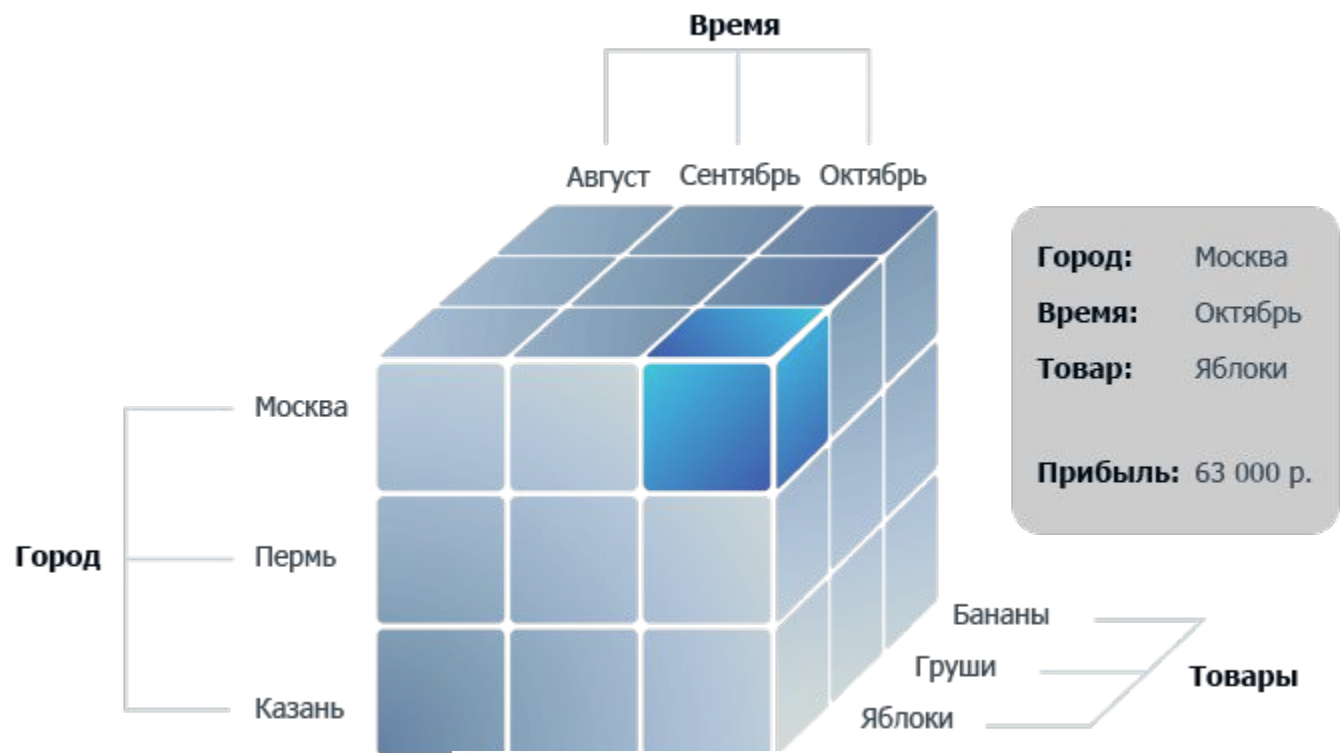 Время
Август Сентябрь Октябрь
Город: Москва
Время: Октябрь
Товар: Яблоки
Прибыль: 63 000 р.
Москва
Город
Пермь
Казань
Бананы
Груши
Яблоки
Товары